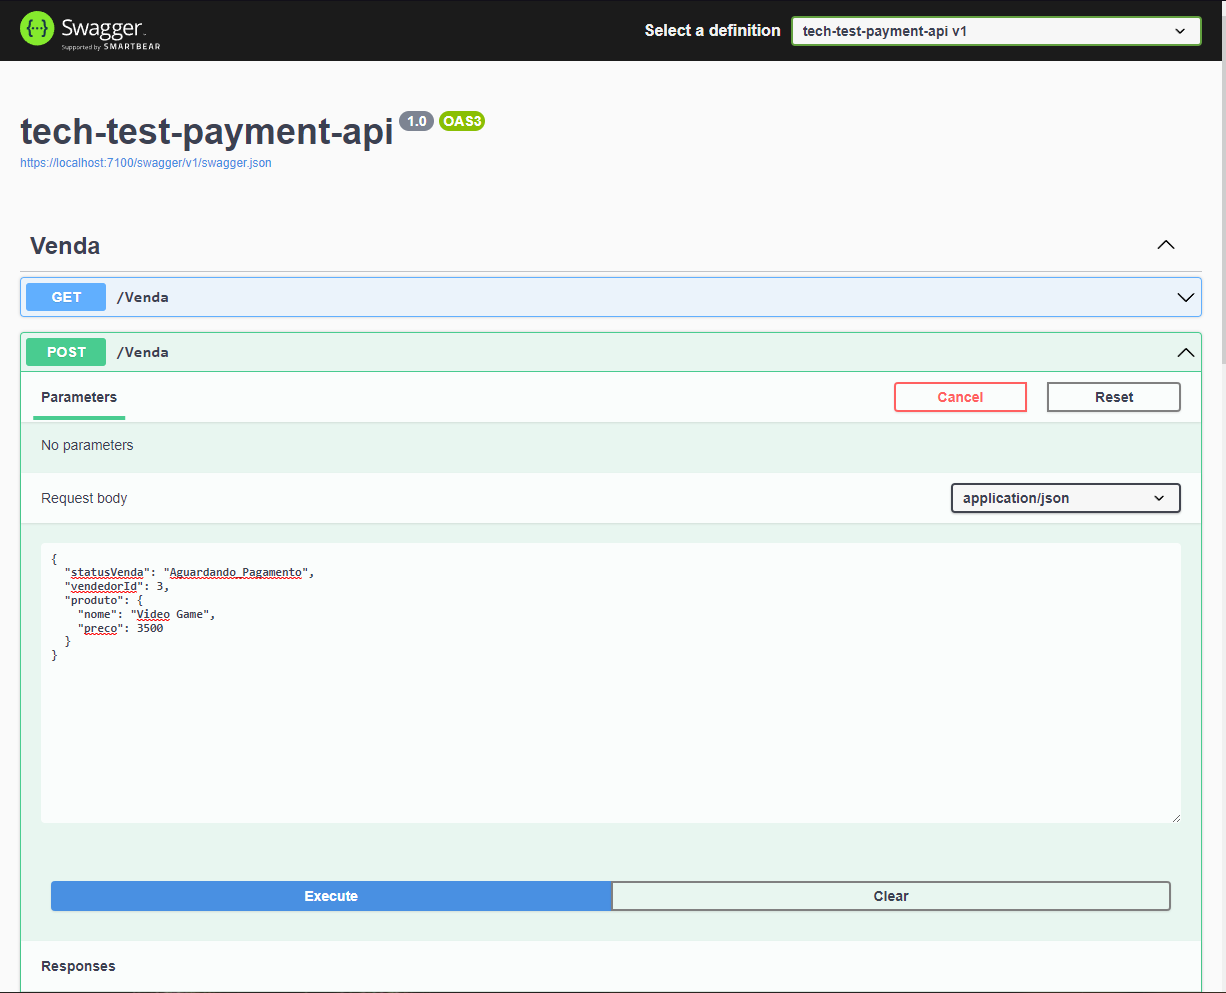 Swagger
Supported by SMARTBEAR
Select a definition
tech-test-payment-api v1
tech-test-payment-api 1.0 OAS3
https://localhost:7100/swagger/v1/swagger.json
Venda
GET /Venda
POST /Venda
Parameters
Cancel
Reset
No parameters
Request body
application/json
{
  "statusVenda": "Aguardando_Pagamento",
  "vendedorId": 3,
  "produto": {
    "nome": "Video Game",
    "preco": 3500
  }
}
Execute
Clear
Responses